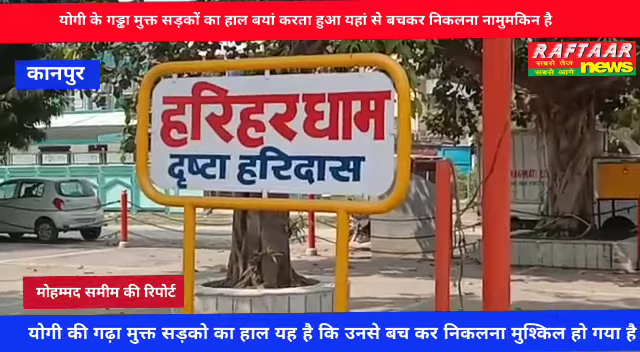 योगी के गड्ढा मुक्त सड़कों का हाल बयां करता हुआ यहां से बचकर निकलना नामुमकिन है
RAFTAAR
सबसे तेज
सबसे आगे news
कानपुर
हरिहरधाम
दृष्टा हरिदास
मोहम्मद समीम की रिपोर्ट
योगी की गढ़ा मुक्त सड़को का हाल यह है कि उनसे बच कर निकलना मुश्किल हो गया है